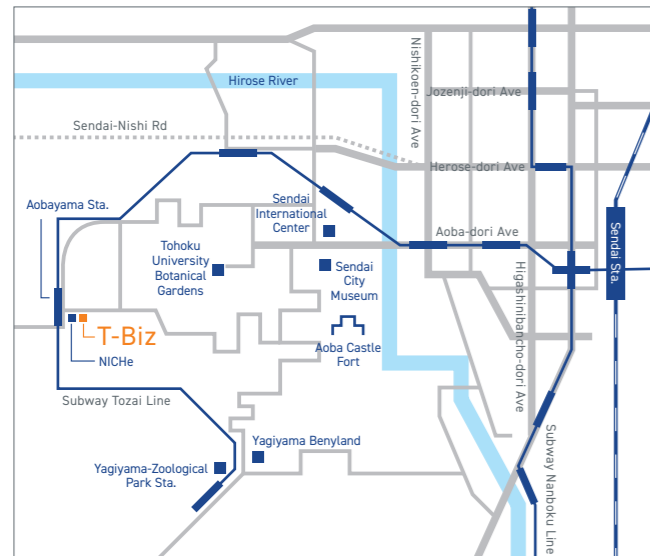 Hirose River
Nishikoen-dori Ave
Jozenji-dori Ave
Sendai-Nishi Rd
Herose-dori Ave
Aobayama Sta.
Sendai
International
Center
Aoba-dori Ave
Sendai Sta.
Tohoku
University
Botanical
Gardens
Sendai
City
Museum
Higashinibancho-dori Ave
T-Biz
NICHe
Aoba Castle
Fort
Subway Tozai Line
Yagiyama Benyland
Yagiyama-Zoological
Park Sta.
Subway Nanboku Line